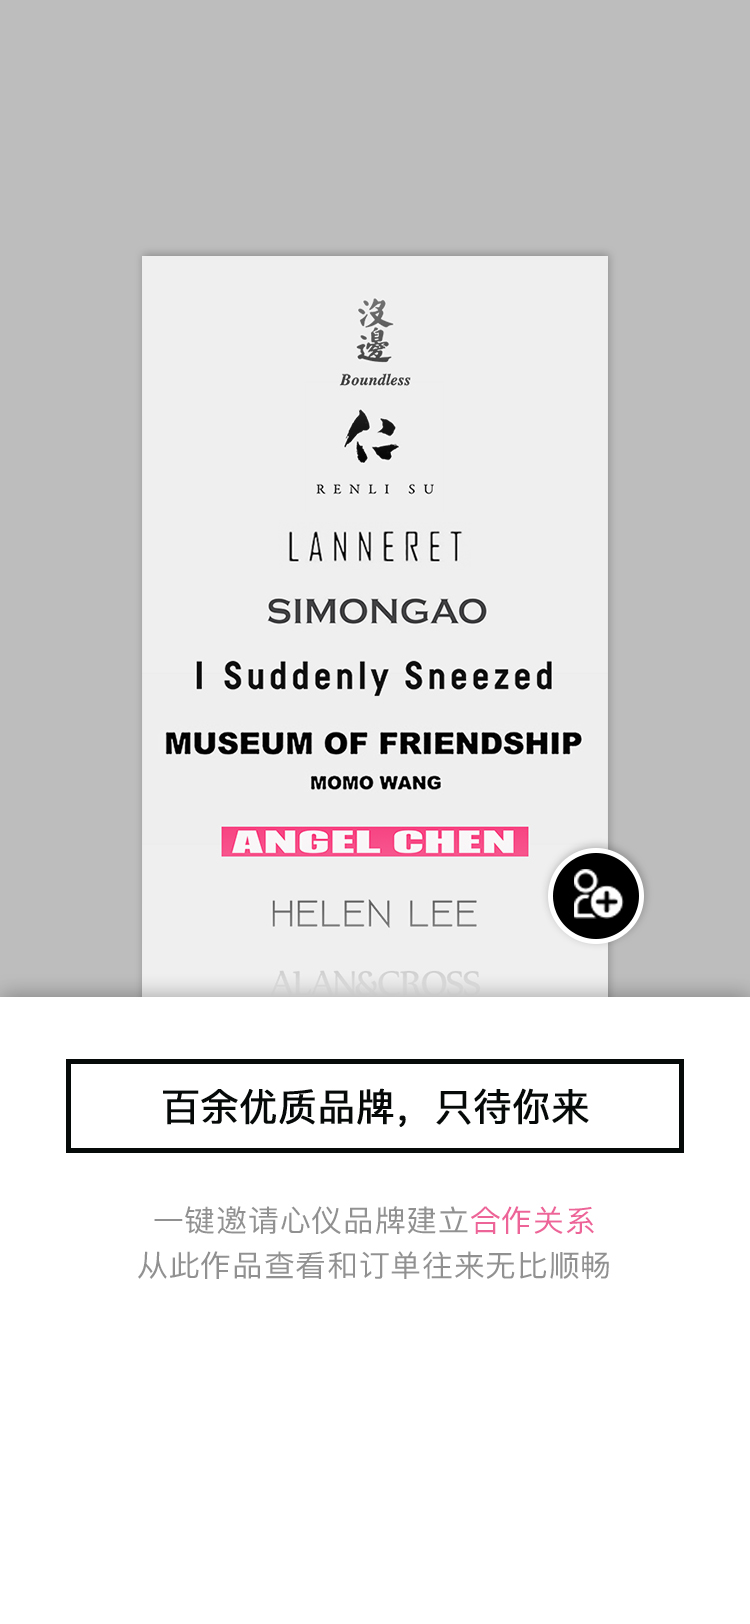 沒
邊
Boundless
仁
RENLI SU
LANNERET
SIMONGAO
I Suddenly Sneezed
MUSEUM OF FRIENDSHIP
MOMO WANG
ANGEL CHEN
HELEN LEE
ALAN&CROSS
百余优质品牌，只待你来
一键邀请心仪品牌建立合作关系
从此作品查看和订单往来无比顺畅